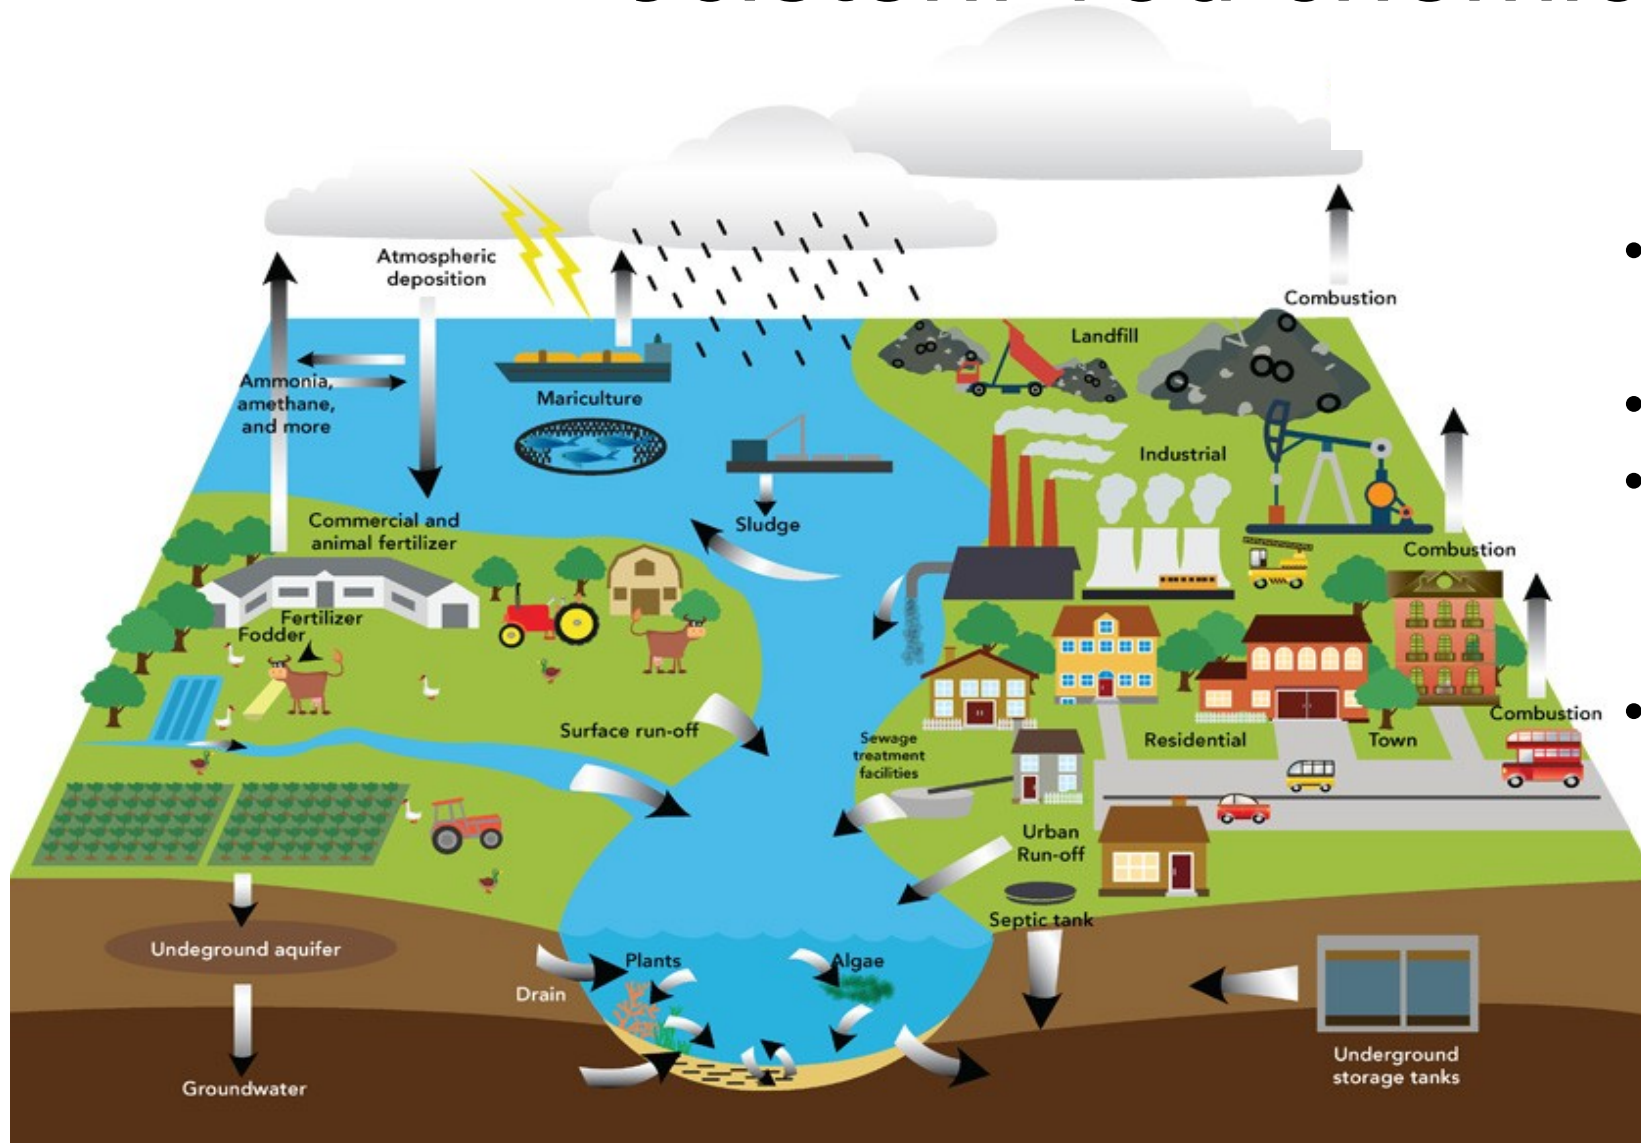 Atmospheric
deposition
Combustion
Landfill
Ammonia,
amethane,
and more
Mariculture
Industrial
Commercial and
animal fertilizer
Sludge
Combustion
Fertilizer
Fodder
Surface run-off
Sewage
treatment
facilities
Residential
Town
Combustion
Urban
Run-off
Septic tank
Undeground aquifer
Plants
Algae
Drain
Underground
storage tanks
Groundwater